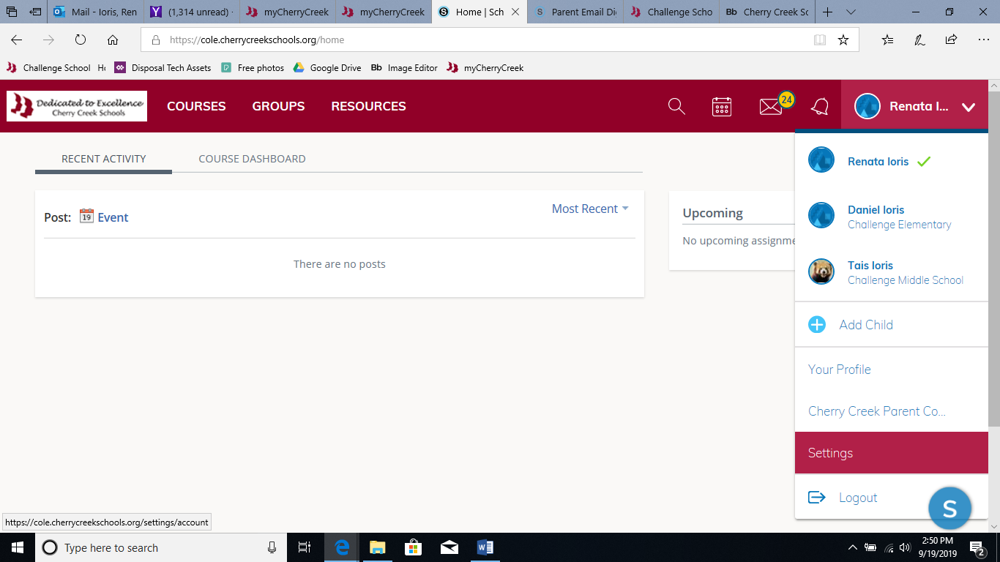 Mail - Ioris, Ren
(1,314 unread) -
myCherryCreek
myCherryCreek
Home | Sch
Parent Email Di
Challenge Scho
Bb Cherry Creek Sc
https://cole.cherrycreekschools.org/home
Challenge School
Disposal Tech Assets
Free photos
Google Drive
Bb Image Editor
myCherryCreek
Dedicated to Excellence
Cherry Creek Schools
COURSES
GROUPS
RESOURCES
24
Renata I...
RECENT ACTIVITY
COURSE DASHBOARD
Post:
19
Event
Most Recent
There are no posts
Upcoming
No upcoming assignme
Renata Ioris
Daniel Ioris
Challenge Elementary
Tais Ioris
Challenge Middle School
Add Child
Your Profile
Cherry Creek Parent Co...
Settings
Logout
S
https://cole.cherrycreekschools.org/settings/account
Type here to search
2:50 PM
9/19/2019
2